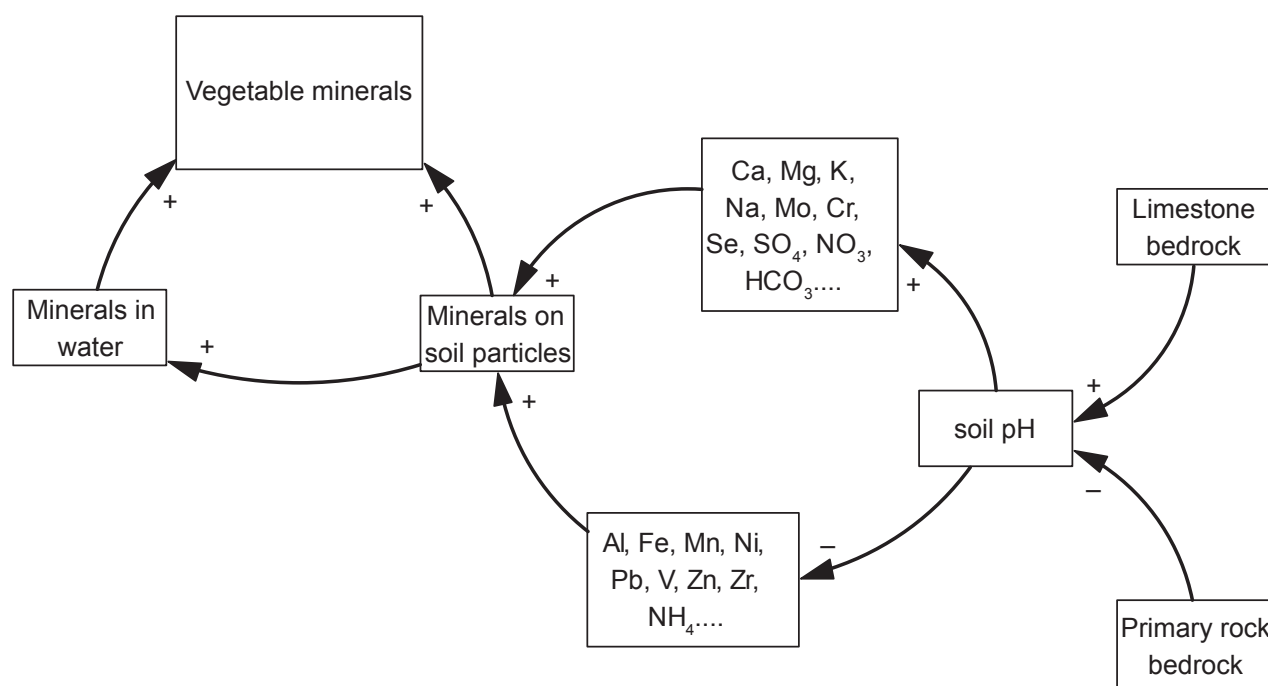 Vegetable minerals
+
+
Ca, Mg, K,
Na, Mo, Cr,
Se, SO₄, NO₃,
HCO₃....
Limestone
bedrock
+
+
Minerals in
water
+
Minerals on
soil particles
+
+
soil pH
–
–
Al, Fe, Mn, Ni,
Pb, V, Zn, Zr,
NH₄....
Primary rock
bedrock